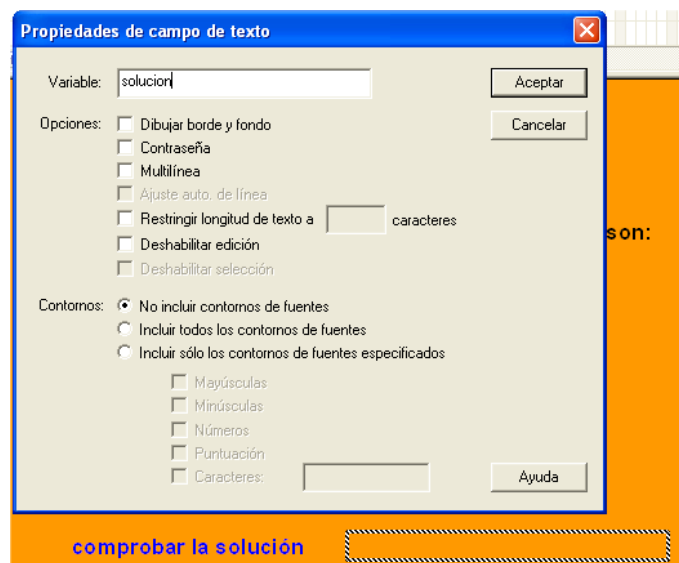 Propiedades de campo de texto
Variable: solucion Aceptar
Opciones: Dibujar borde y fondo Cancelar
Contraseña
Multilínea
Ajuste auto. de línea
Restringir longitud de texto a caracteres
son:
Deshabilitar edición
Deshabilitar selección
Contornos: No incluir contornos de fuentes
Incluir todos los contornos de fuentes
Incluir sólo los contornos de fuentes especificados
Mayúsculas
Minúsculas
Números
Puntuación
Caracteres: Ayuda
comprobar la solución